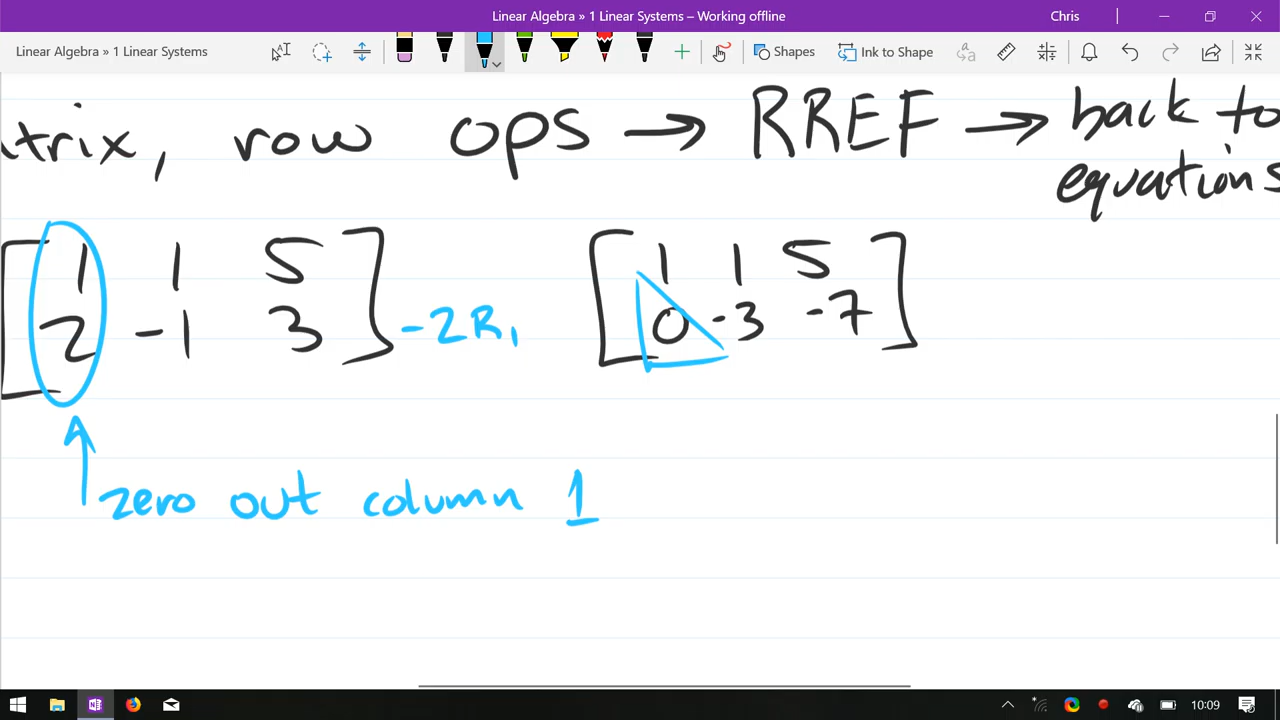 Linear Algebra » 1 Linear Systems – Working offline
Chris
Linear Algebra » 1 Linear Systems
Shapes
Ink to Shape
atrix, row ops → RREF → back to
equations
1 1 5
2 -1 3 -2R₁
1 1 5
0 -3 -7
zero out column 1
10:09